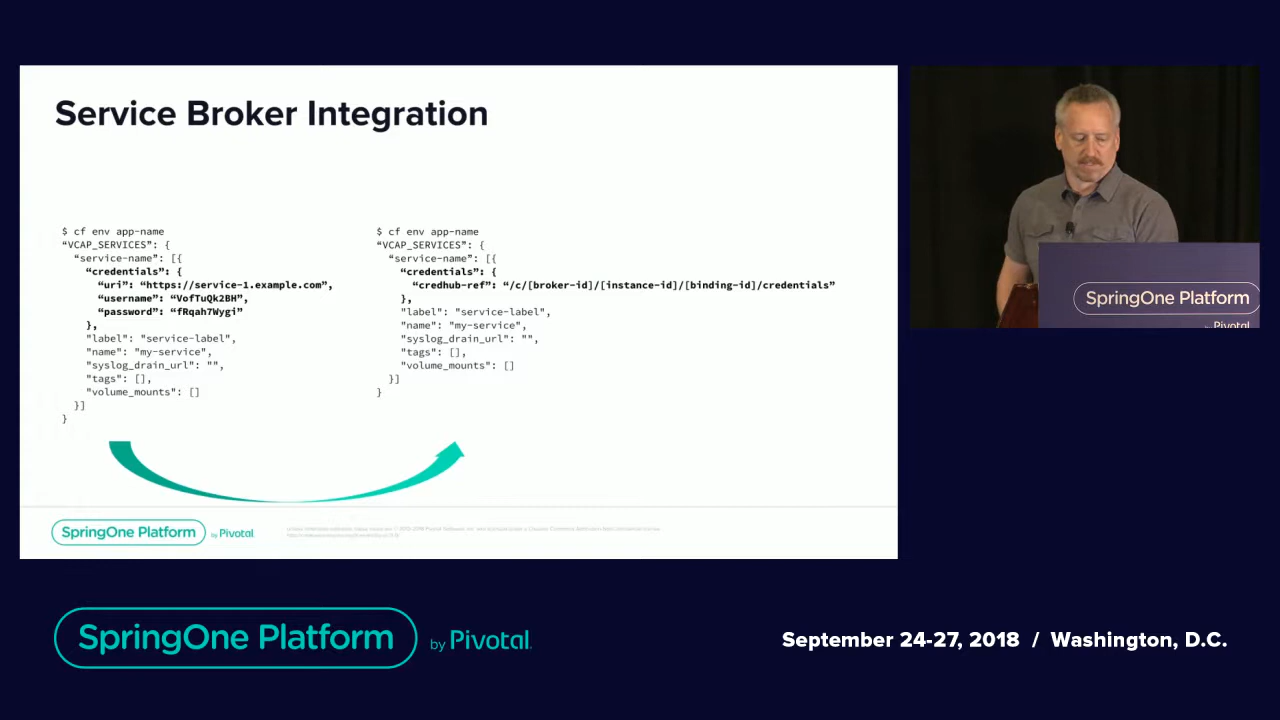 Service Broker Integration
$ cf env app-name
“VCAP_SERVICES”: {
“service-name”: [{
“credentials”: {
“uri”: “https://service-1.example.com”,
“username”: “VofTuQk2BH”,
“password”: “fRqah7Wygi”
},
"label": "service-label",
"name": "my-service",
"syslog_drain_url": "",
"tags": [],
"volume_mounts": []
}]
}
$ cf env app-name
“VCAP_SERVICES”: {
“service-name”: [{
“credentials”: {
“credhub-ref”: “/c/[broker-id]/[instance-id]/[binding-id]/credentials”
},
"label": "service-label",
"name": "my-service",
"syslog_drain_url": "",
"tags": [],
"volume_mounts": []
}]
}
SpringOne Platform by Pivotal
SpringOne Platform
by Pivotal
SpringOne Platform by Pivotal.
September 24-27, 2018 / Washington, D.C.